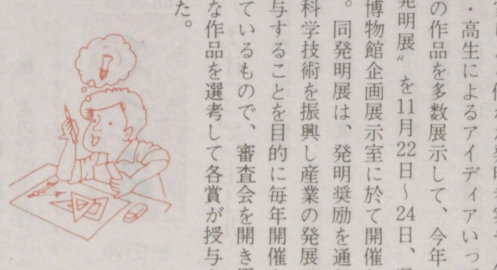 ・高生によるアイディアいっ
の作品を多数展示して、今年
発明展〟を11月22日〜24日、
博物館企画展示室に於て開催
。同発明展は、発明奨励を通
科学技術を振興し産業の発展
与することを目的に毎年開催
ているもので、審査会を開き
な作品を選考して各賞が授与
た。